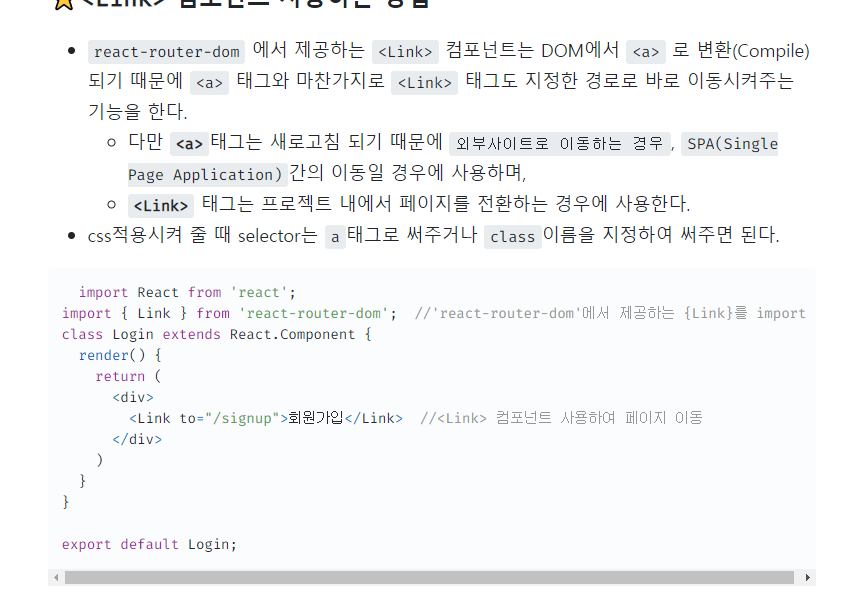 ⭐<Link> 컴포넌트 사용하는 방법
react-router-dom 에서 제공하는 <Link> 컴포넌트는 DOM에서 <a> 로 변환(Compile)
되기 때문에 <a> 태그와 마찬가지로 <Link> 태그도 지정한 경로로 바로 이동시켜주는
기능을 한다.
다만 <a>태그는 새로고침 되기 때문에 외부사이트로 이동하는 경우, SPA(Single
Page Application)간의 이동일 경우에 사용하며,
<Link> 태그는 프로젝트 내에서 페이지를 전환하는 경우에 사용한다.
css적용시켜 줄 때 selector는 a태그로 써주거나 class이름을 지정하여 써주면 된다.
import React from 'react';
import { Link } from 'react-router-dom';  //'react-router-dom'에서 제공하는 {Link}를 import
class Login extends React.Component {
render() {
return (
<div>
<Link to="/signup">회원가입</Link>  //<Link> 컴포넌트 사용하여 페이지 이동
</div>
)
}
}
export default Login;